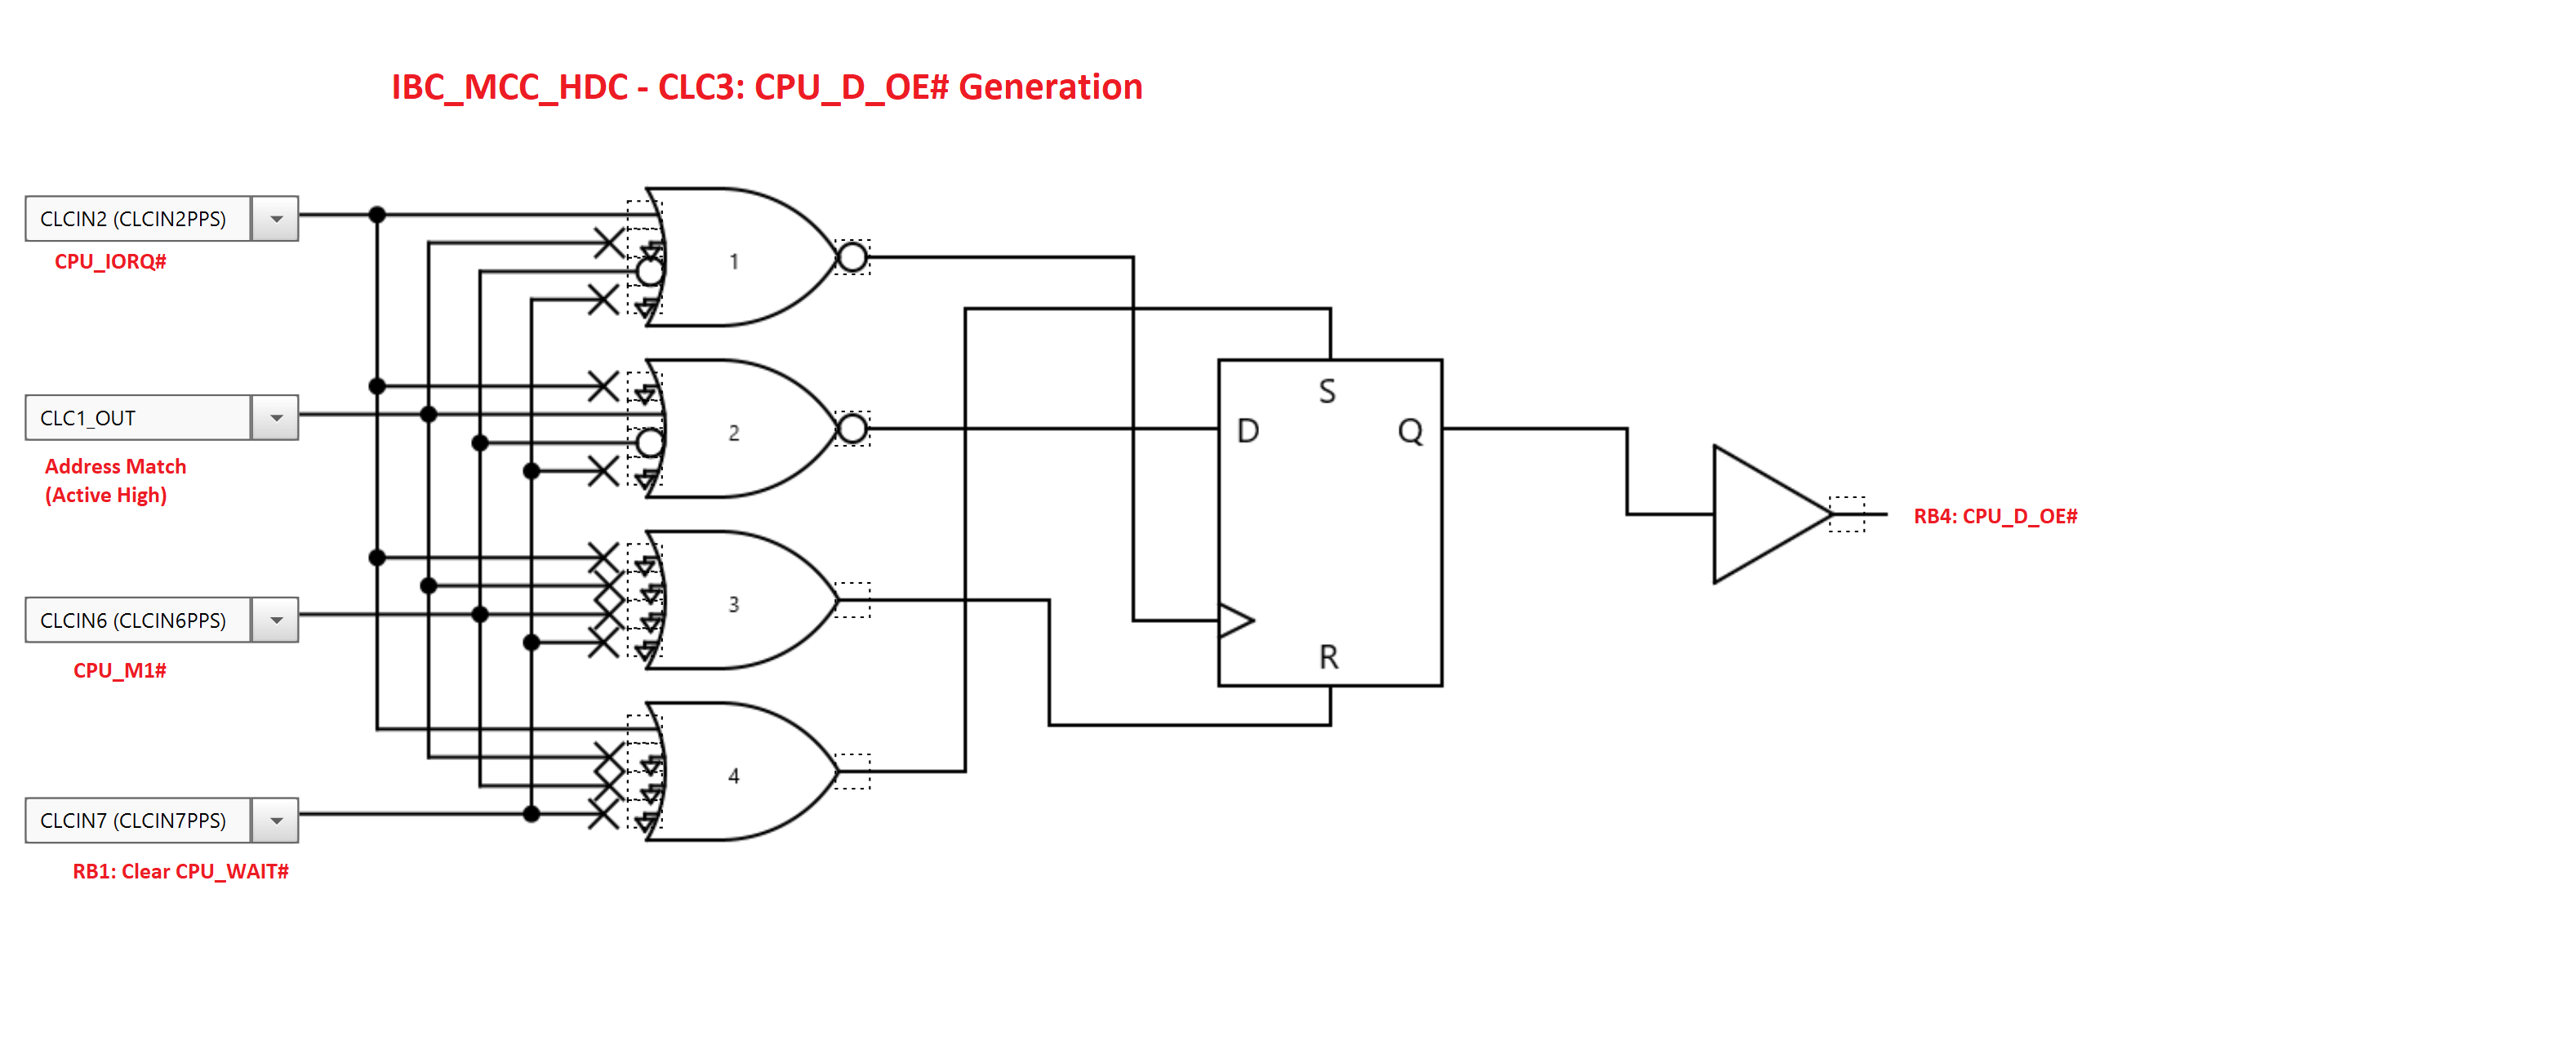 IBC_MCC_HDC - CLC3: CPU_D_OE# Generation
CLCIN2 (CLCIN2PPS)
CPU_IORQ#
CLC1_OUT
Address Match
(Active High)
CLCIN6 (CLCIN6PPS)
CPU_M1#
CLCIN7 (CLCIN7PPS)
RB1: Clear CPU_WAIT#
1
2
3
4
S
D
Q
R
RB4: CPU_D_OE#